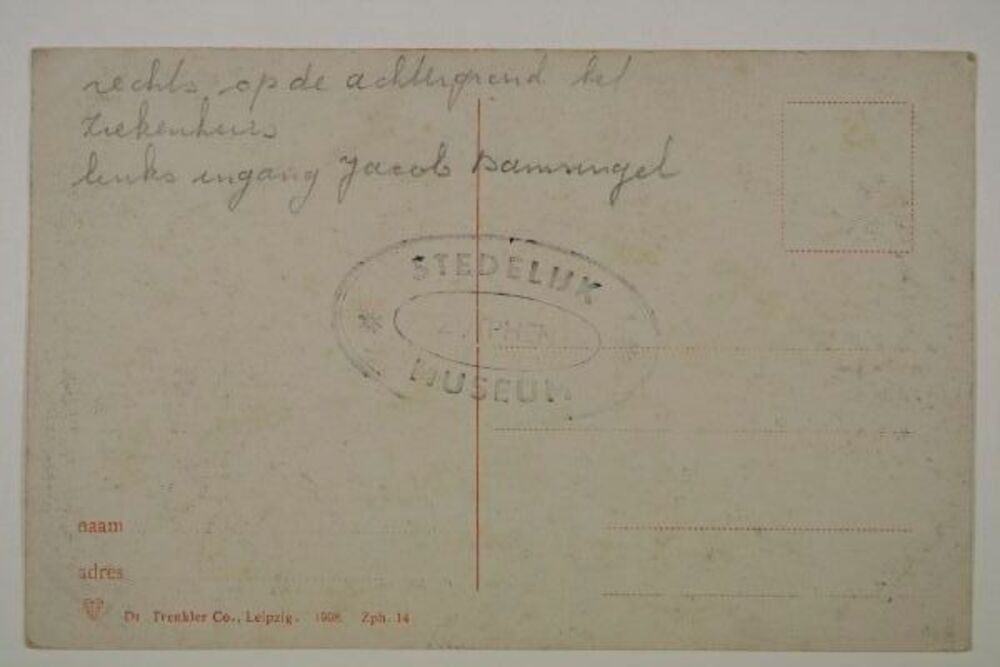 rechts op de achtergrond het
Ziekenhuis
links ingang Jacob Damsingel
STEDELIJK
ZUTPHEN
MUSEUM
naam
adres
Dr Trenkler Co., Leipzig. 1908. Zph. 14